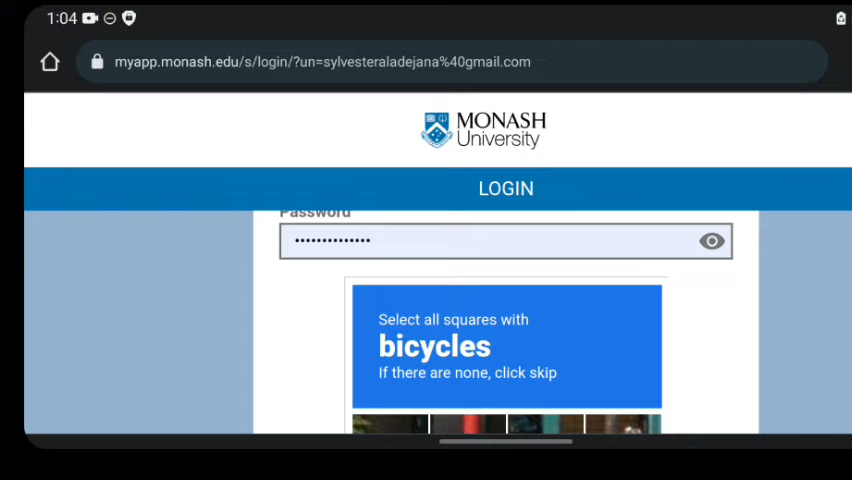 1:04
myapp.monash.edu/s/login/?un=sylvesteraladejana%40gmail.com
MONASH
University
LOGIN
Password
••••••••••••••
Select all squares with
bicycles
If there are none, click skip